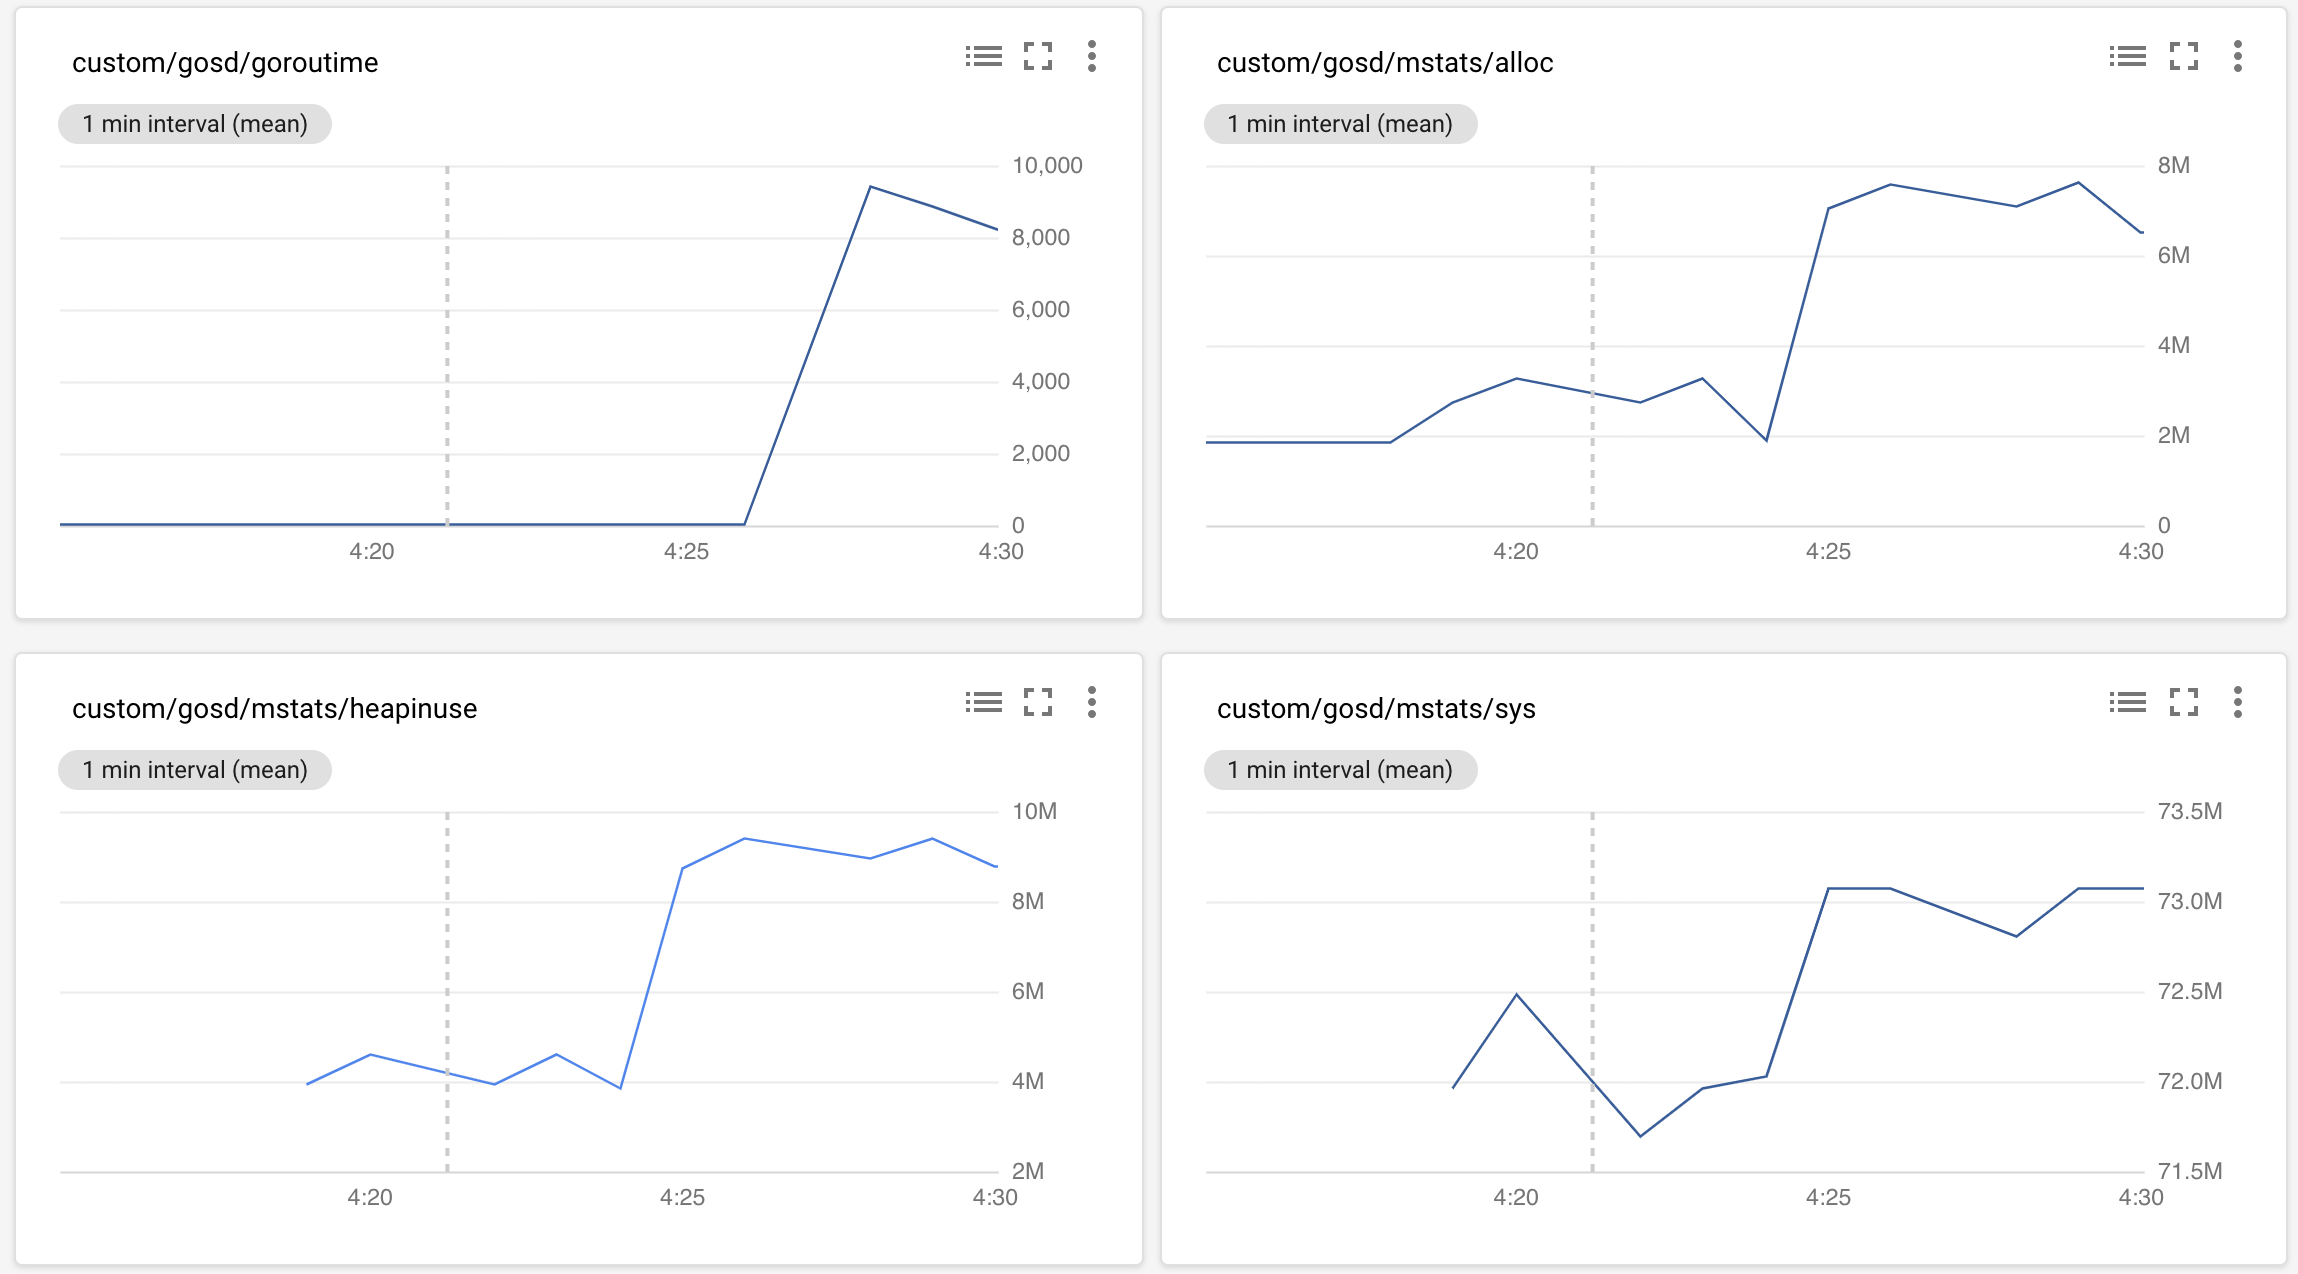 custom/gosd/goroutime
1 min interval (mean)
10,000
8,000
6,000
4,000
2,000
0
4:20 4:25 4:30
custom/gosd/mstats/alloc
1 min interval (mean)
8M
6M
4M
2M
0
4:20 4:25 4:30
custom/gosd/mstats/heapinuse
1 min interval (mean)
10M
8M
6M
4M
2M
4:20 4:25 4:30
custom/gosd/mstats/sys
1 min interval (mean)
73.5M
73.0M
72.5M
72.0M
71.5M
4:20 4:25 4:30